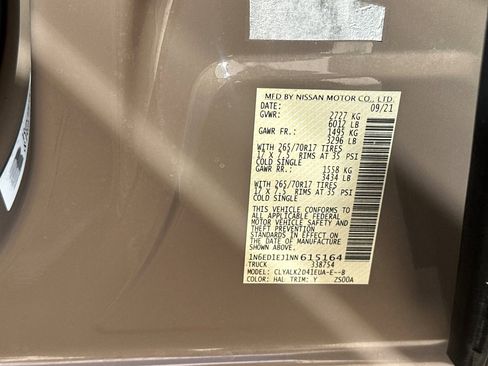 MFD BY NISSAN MOTOR CO., LTD.
DATE: 09/21
GVWR: 2727 KG
6012 LB
GAWR FR.: 1495 KG
3296 LB
WITH 265/70R17 TIRES
17 X 7.5 RIMS AT 35 PSI
COLD SINGLE
GAWR RR.: 1558 KG
3434 LB
WITH 265/70R17 TIRES
17 X 7.5 RIMS AT 35 PSI
COLD SINGLE
THIS VEHICLE CONFORMS TO
ALL APPLICABLE FEDERAL
MOTOR VEHICLE SAFETY AND
THEFT PREVENTION
STANDARDS IN EFFECT ON
THE DATE OF MANUFACTURE
SHOWN ABOVE.
1N6ED1EJ1NN615164
TRUCK 338754
MODEL: CLYALK2D41EUA-E--B
COLOR: HAL TRIM: Y 2S00A